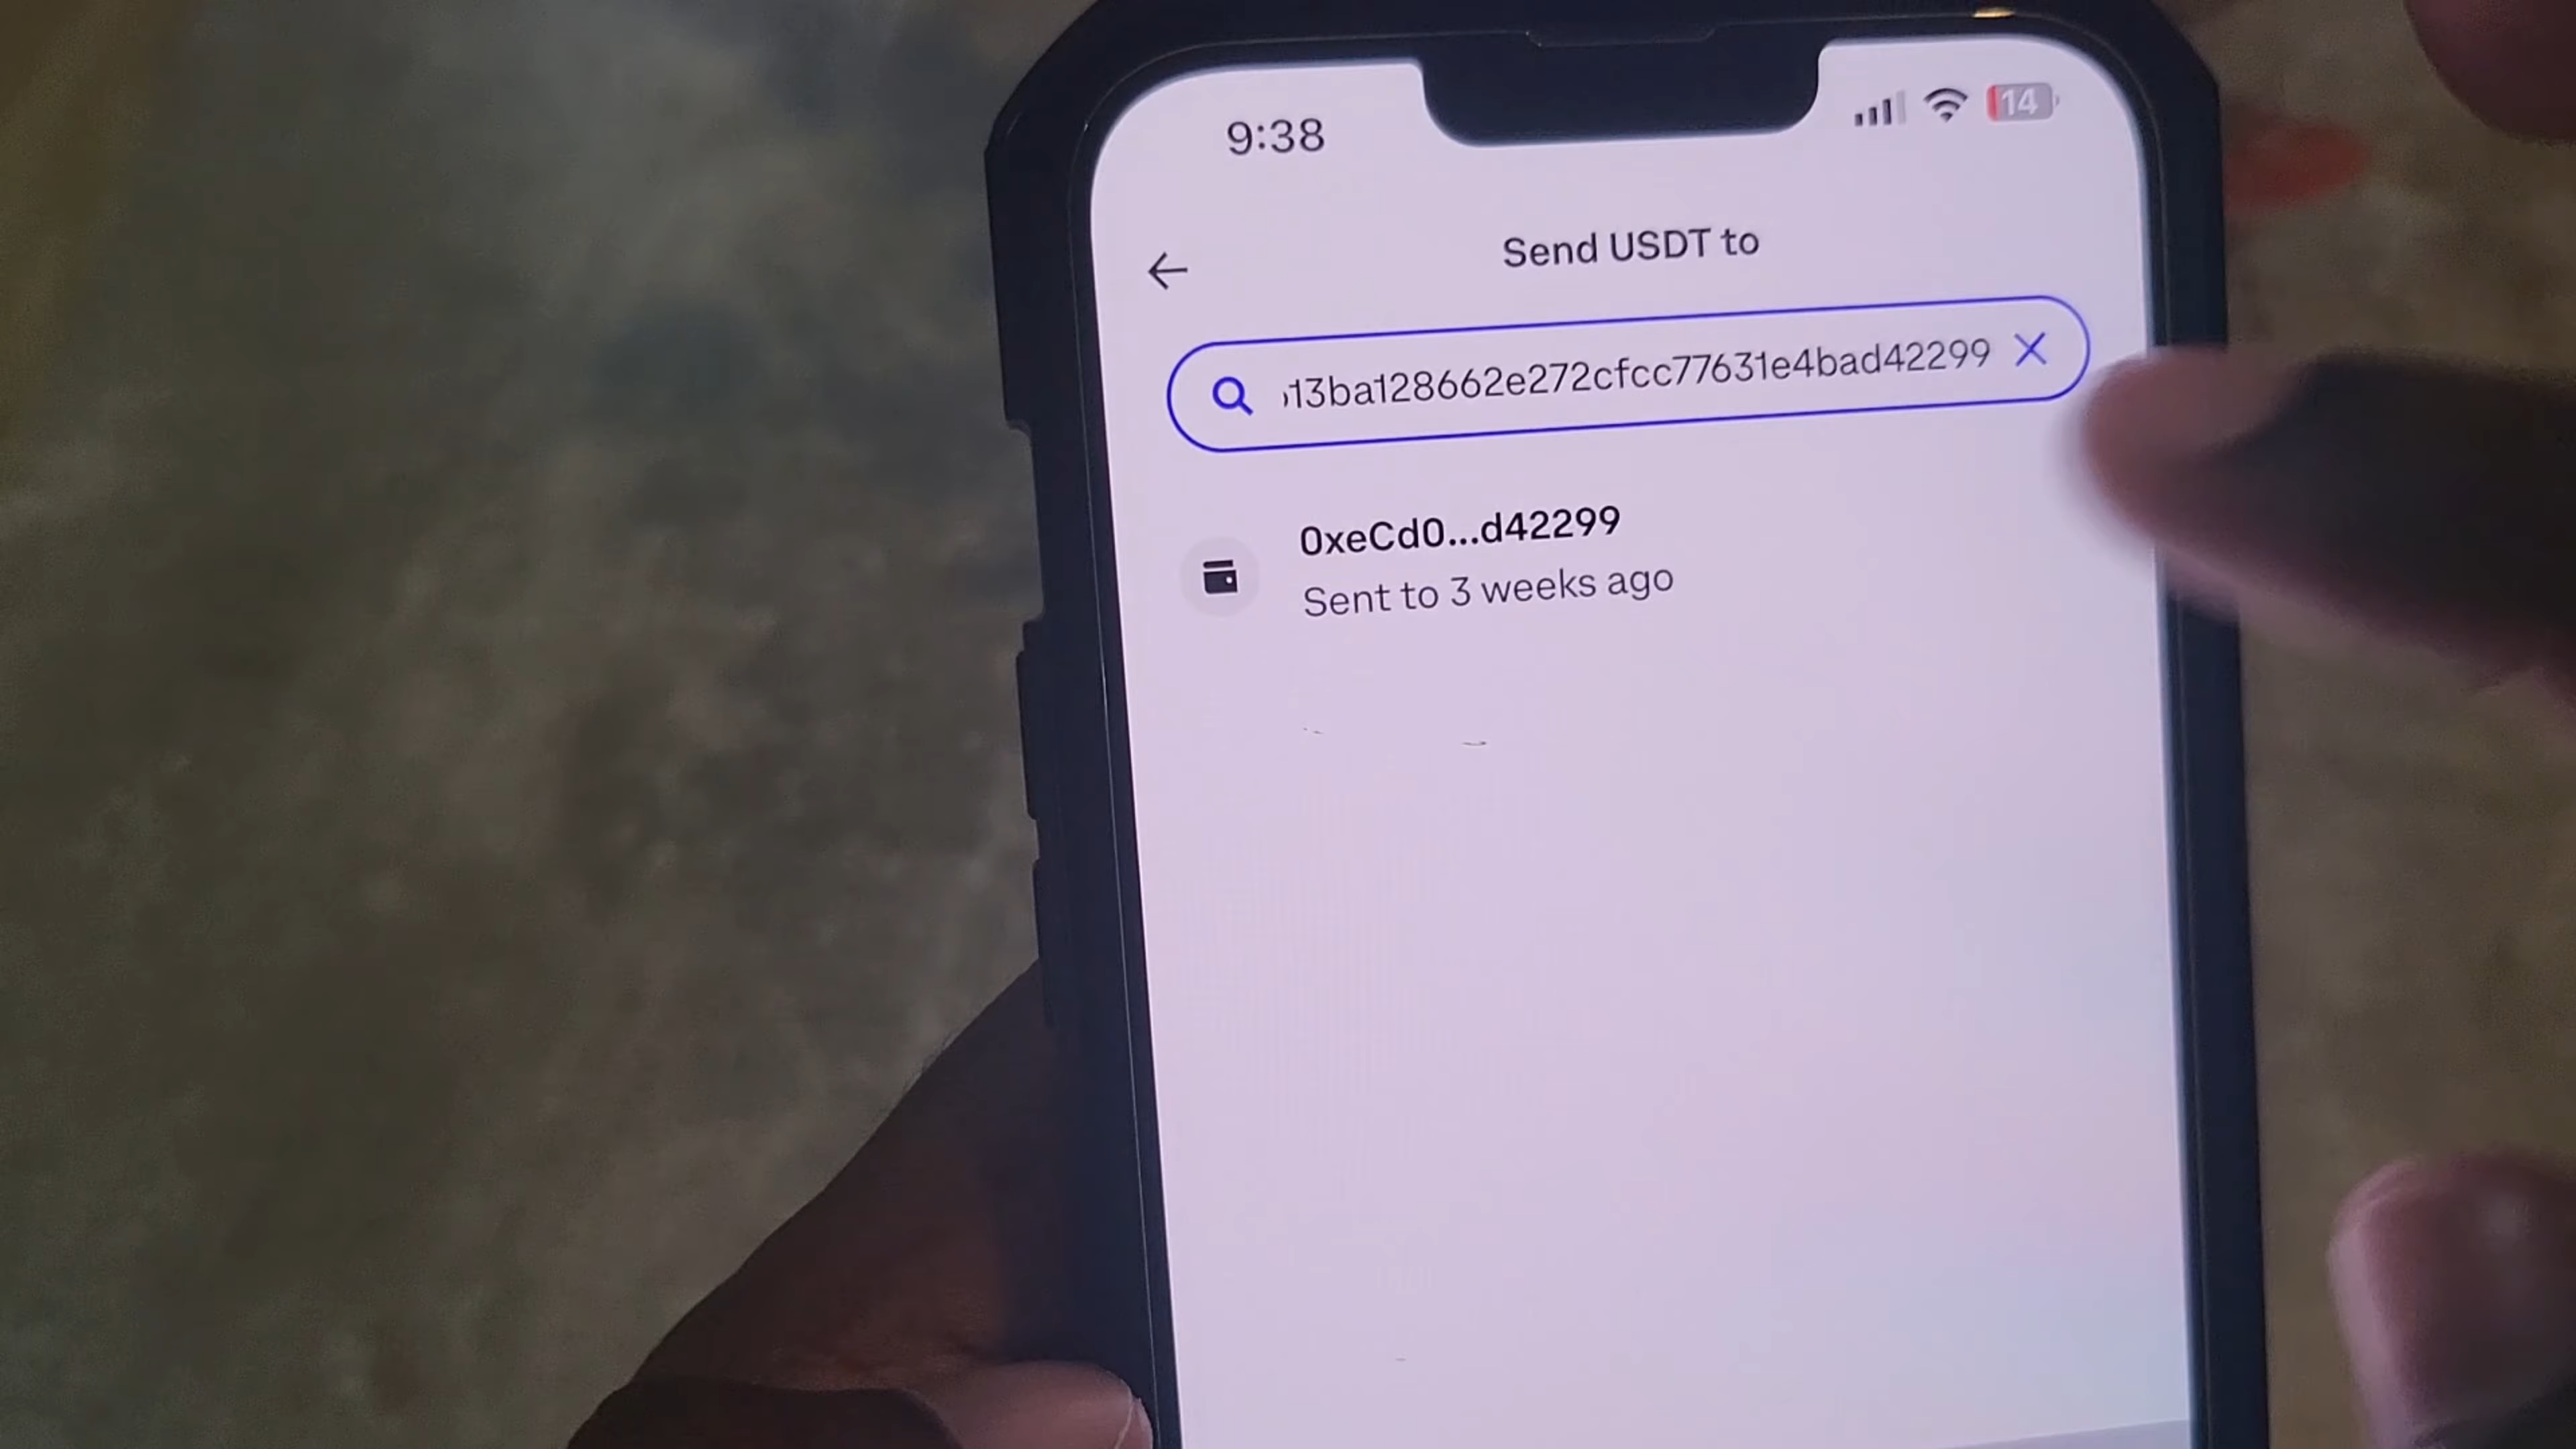 9:38
14
Send USDT to
13ba128662e272cfcc77631e4bad42299
0xeCd0...d42299
Sent to 3 weeks ago